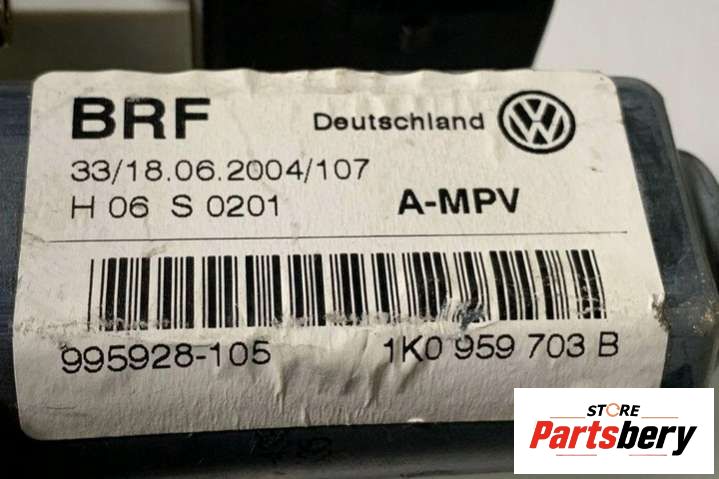 BRF Deutschland
33/18.06.2004/107
H 06 S 0201 A-MPV
995928-105 1K0 959 703 B
STORE
Partsbery